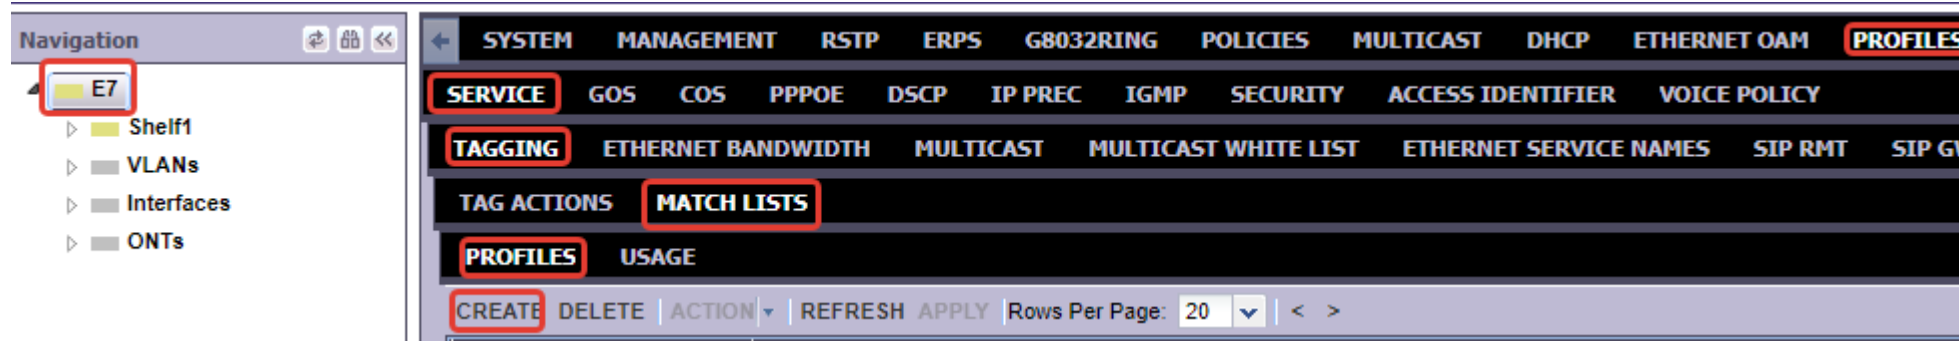 Navigation
E7
Shelf1
VLANs
Interfaces
ONTs
SYSTEM MANAGEMENT RSTP ERPS G8032RING POLICIES MULTICAST DHCP ETHERNET OAM PROFILES
SERVICE GOS COS PPPOE DSCP IP PREC IGMP SECURITY ACCESS IDENTIFIER VOICE POLICY
TAGGING ETHERNET BANDWIDTH MULTICAST MULTICAST WHITE LIST ETHERNET SERVICE NAMES SIP RMT SIP G
TAG ACTIONS MATCH LISTS
PROFILES USAGE
CREATE DELETE ACTION REFRESH APPLY Rows Per Page: 20 < >